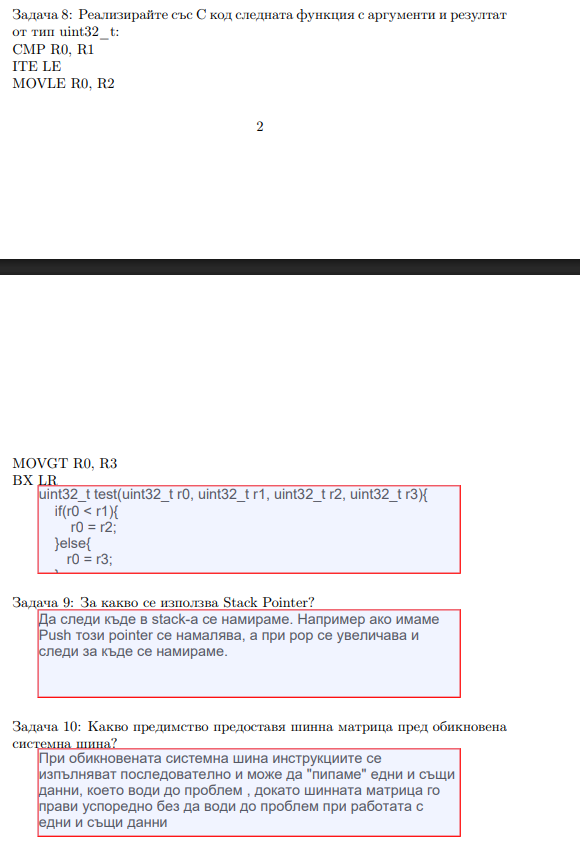 Задача 8: Реализирайте със C код следната функция с аргументи и резултат
от тип uint32_t:
CMP R0, R1
ITE LE
MOVLE R0, R2
2
MOVGT R0, R3
BX LR
uint32_t test(uint32_t r0, uint32_t r1, uint32_t r2, uint32_t r3){
if(r0 < r1){
r0 = r2;
}else{
r0 = r3;
}
Задача 9: За какво се използва Stack Pointer?
Да следи къде в stack-а се намираме. Например ако имаме
Push този pointer се намалява, а при pop се увеличава и
следи за къде се намираме.
Задача 10: Какво предимство предоставя шинна матрица пред обикновена
системна шина?
При обикновената системна шина инструкциите се
изпълняват последователно и може да "пипаме" едни и същи
данни, което води до проблем , докато шинната матрица го
прави успоредно без да води до проблем при работата с
едни и същи данни